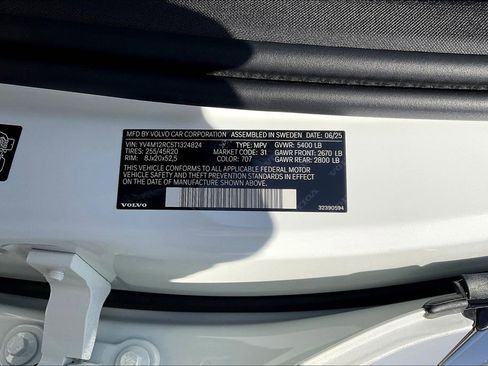 MFD BY VOLVO CAR CORPORATION ASSEMBLED IN SWEDEN DATE 06/25
VIN: YV4M12RC5T1324824 TYPE: MPV GVWR: 5400 LB
TIRES: 255/45R20 MARKET CODE: 31 GAWR FRONT: 2670 LB
RIM: 8Jx20x52,5 COLOR: 707 GAWR REAR: 2800 LB
THIS VEHICLE CONFORMS TO ALL APPLICABLE FEDERAL MOTOR
VEHICLE SAFETY AND THEFT PREVENTION STANDARDS IN EFFECT
ON THE DATE OF MANUFACTURE SHOWN ABOVE.
VOLVO 32390594